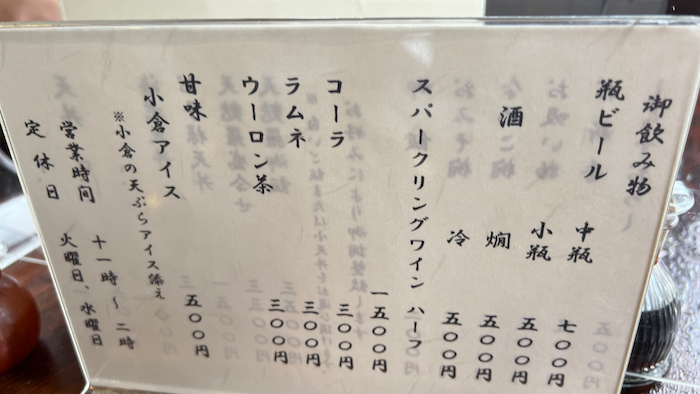 御飲み物
瓶ビール 中瓶 七〇〇円
小瓶 五〇〇円
酒 燗 五〇〇円
冷 五〇〇円
スパークリングワイン ハーフ 一五〇〇円
コーラ 三〇〇円
ラムネ 三〇〇円
ウーロン茶 三〇〇円
甘味
小倉アイス 五〇〇円
※小倉の天ぷらアイス添え
営業時間 十一時～二時
定休日 火曜日、水曜日